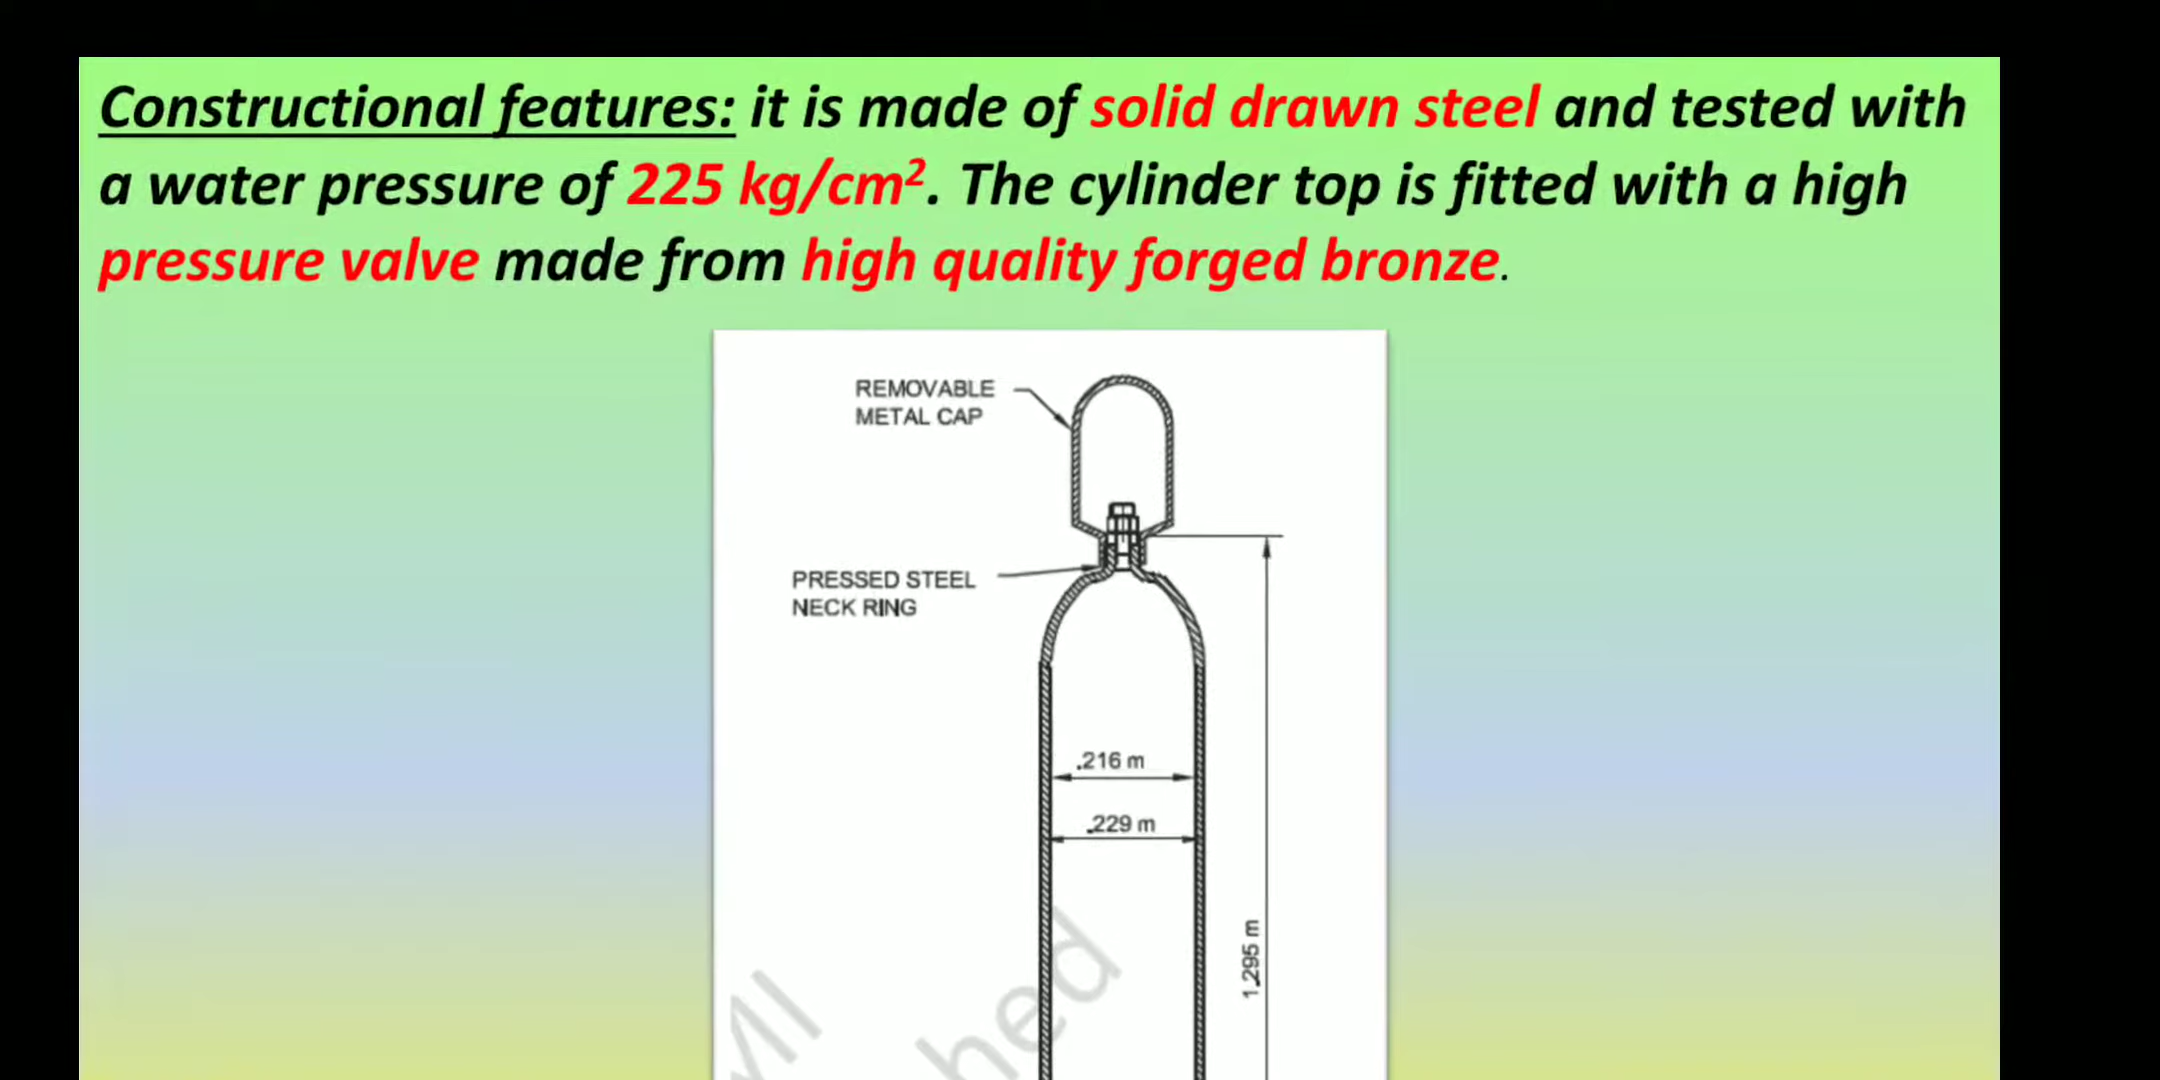 Constructional features: it is made of solid drawn steel and tested with
a water pressure of 225 kg/cm². The cylinder top is fitted with a high
pressure valve made from high quality forged bronze.
REMOVABLE
METAL CAP
PRESSED STEEL
NECK RING
.216 m
.229 m
1.295 m
hed